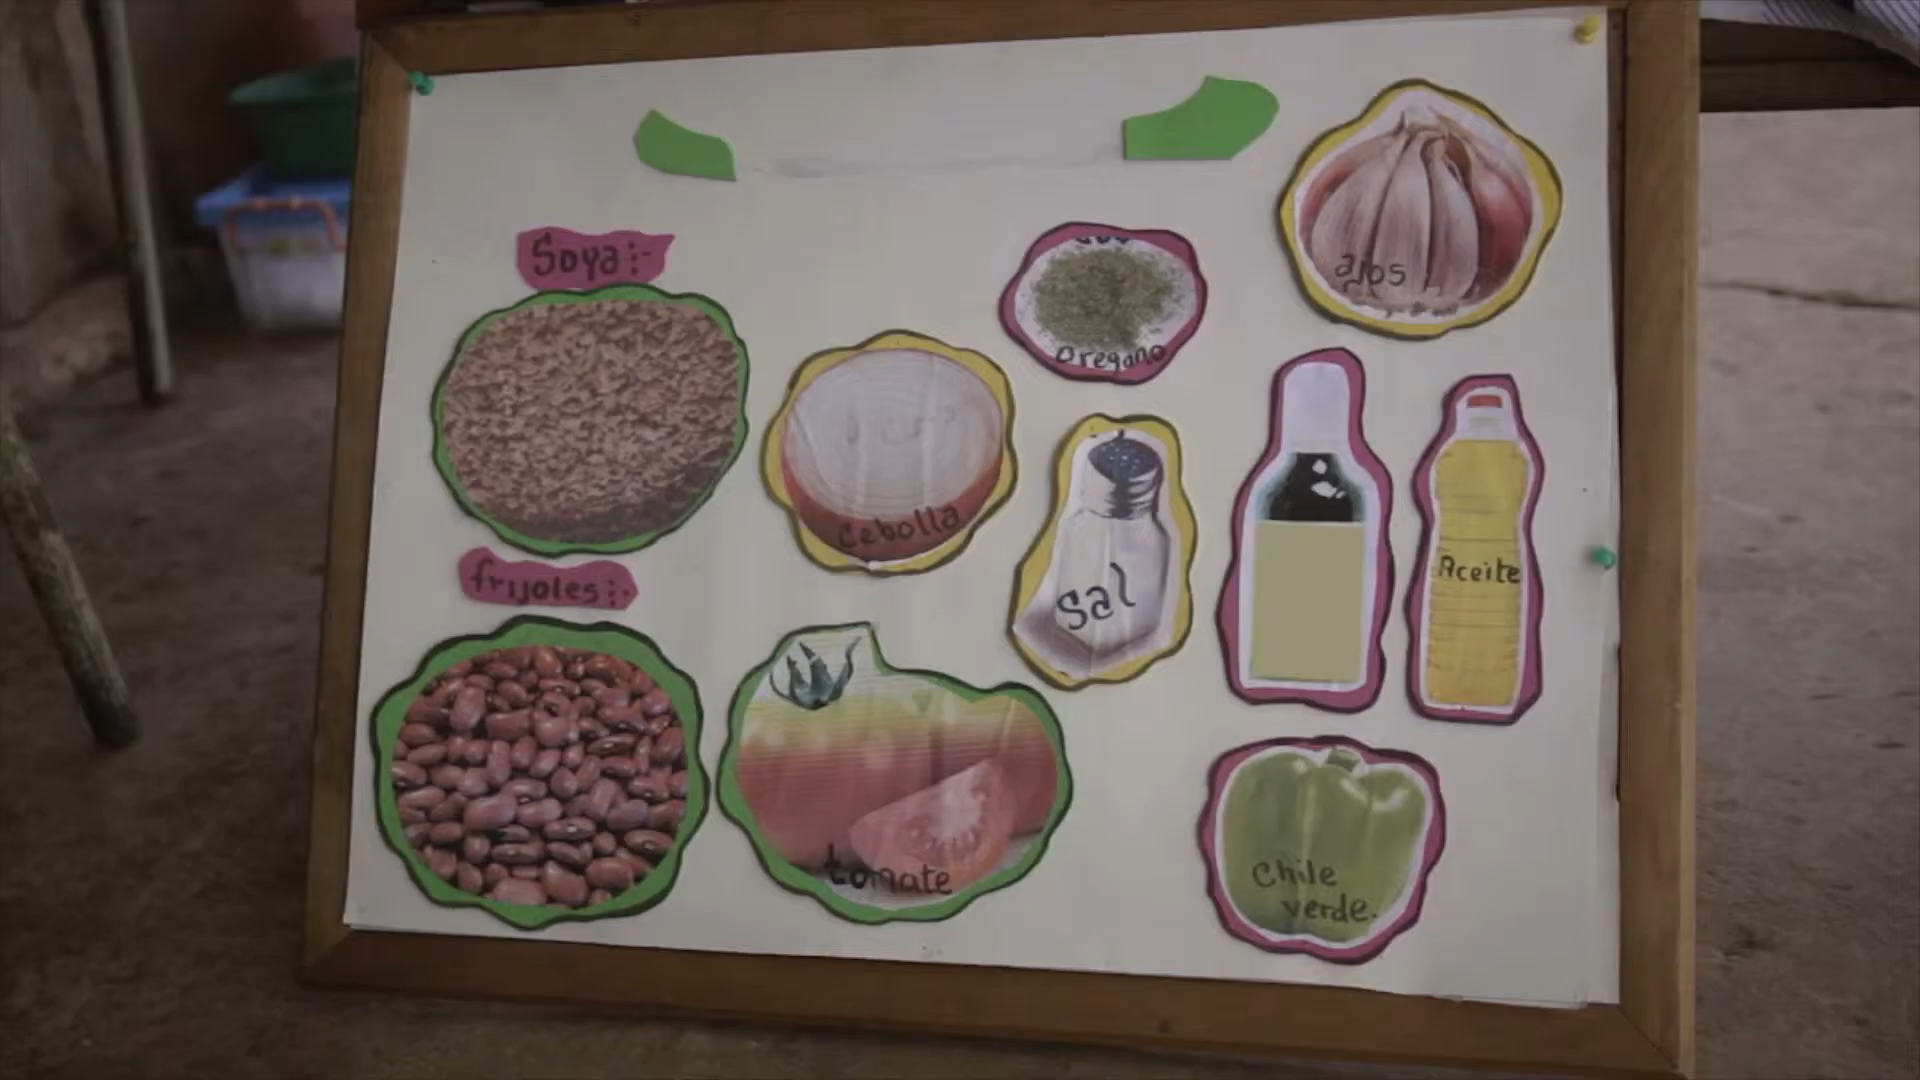 Soya:-
ajos
oregano
cebolla
Sal
Aceite
frijoles:-
tomate
Chile
verde.